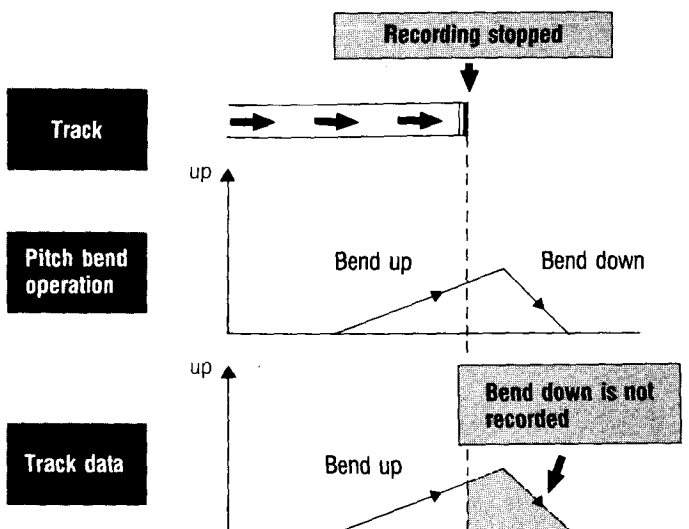 Recording stopped
Track
up
Pitch bend
operation
Bend up
Bend down
up
Bend down is not
recorded
Track data
Bend up